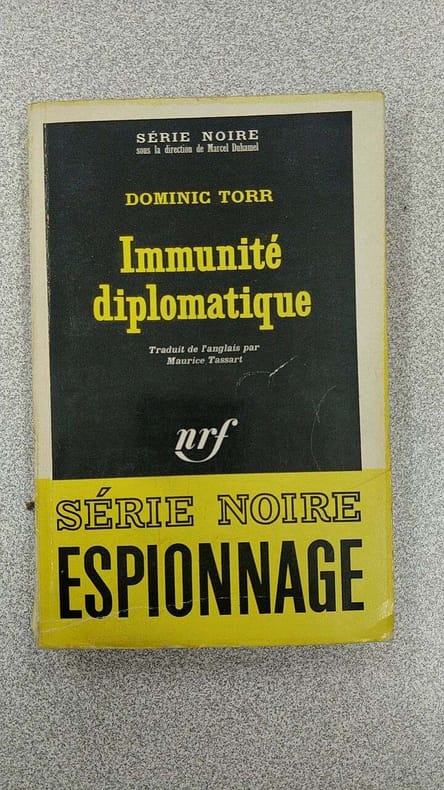 SÉRIE NOIRE
sous la direction de Marcel Duhamel
DOMINIC TORR
Immunité
diplomatique
Traduit de l'anglais par
Maurice Tassart
nrf
SÉRIE NOIRE
ESPIONNAGE